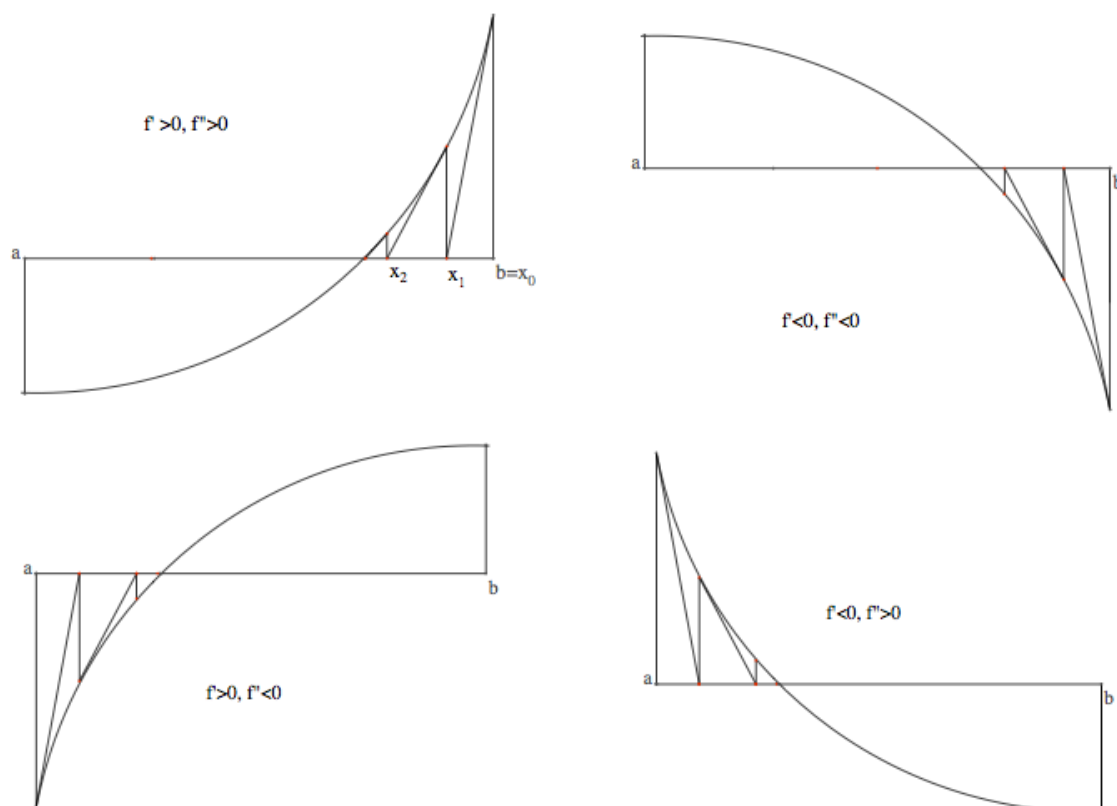 f' >0, f''>0
a
x₂
x₁
b=x₀
a
b
f'<0, f''<0
a
b
f'>0, f''<0
a
b
f'<0, f''>0